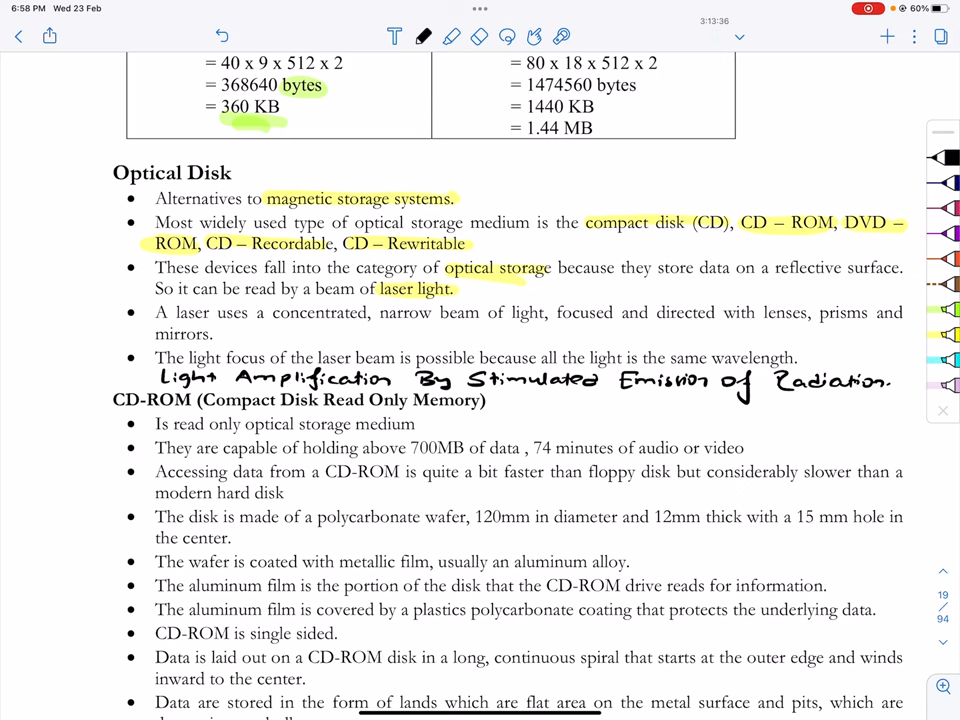 6:58 PM Wed 23 Feb
60%
3:13:36
= 40 x 9 x 512 x 2
= 368640 bytes
= 360 KB
= 80 x 18 x 512 x 2
= 1474560 bytes
= 1440 KB
= 1.44 MB
Optical Disk
• Alternatives to magnetic storage systems.
• Most widely used type of optical storage medium is the compact disk (CD), CD – ROM, DVD –
ROM, CD – Recordable, CD – Rewritable
• These devices fall into the category of optical storage because they store data on a reflective surface.
So it can be read by a beam of laser light.
• A laser uses a concentrated, narrow beam of light, focused and directed with lenses, prisms and
mirrors.
• The light focus of the laser beam is possible because all the light is the same wavelength.
Light Amplification By Stimulated Emission Of Radiation.
CD-ROM (Compact Disk Read Only Memory)
• Is read only optical storage medium
• They are capable of holding above 700MB of data , 74 minutes of audio or video
• Accessing data from a CD-ROM is quite a bit faster than floppy disk but considerably slower than a
modern hard disk
• The disk is made of a polycarbonate wafer, 120mm in diameter and 12mm thick with a 15 mm hole in
the center.
• The wafer is coated with metallic film, usually an aluminum alloy.
• The aluminum film is the portion of the disk that the CD-ROM drive reads for information.
• The aluminum film is covered by a plastics polycarbonate coating that protects the underlying data.
• CD-ROM is single sided.
• Data is laid out on a CD-ROM disk in a long, continuous spiral that starts at the outer edge and winds
inward to the center.
• Data are stored in the form of lands which are flat area on the metal surface and pits, which are
19
/
94